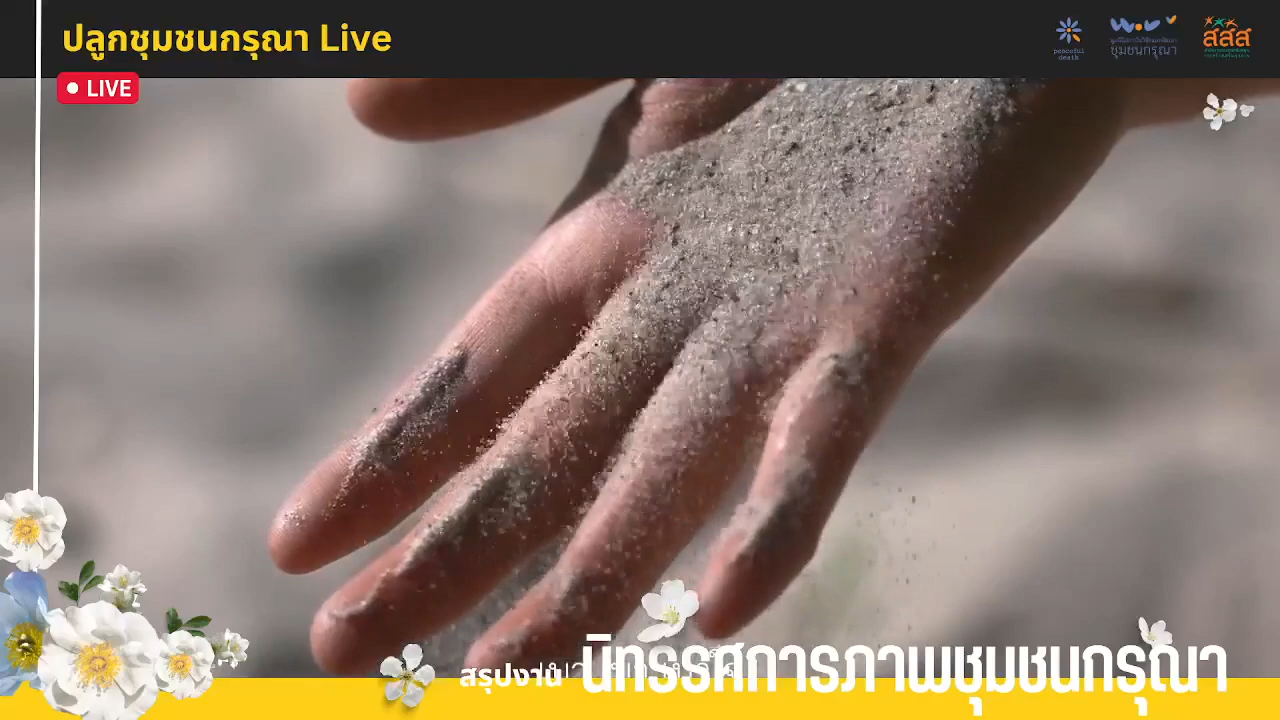 ปลูกชุมชนกรุณา Live
LIVE
peaceful
death
ชุมชนกรุณา
สสส
สรุปงาน
นิทรรศการภาพชุมชนกรุณา